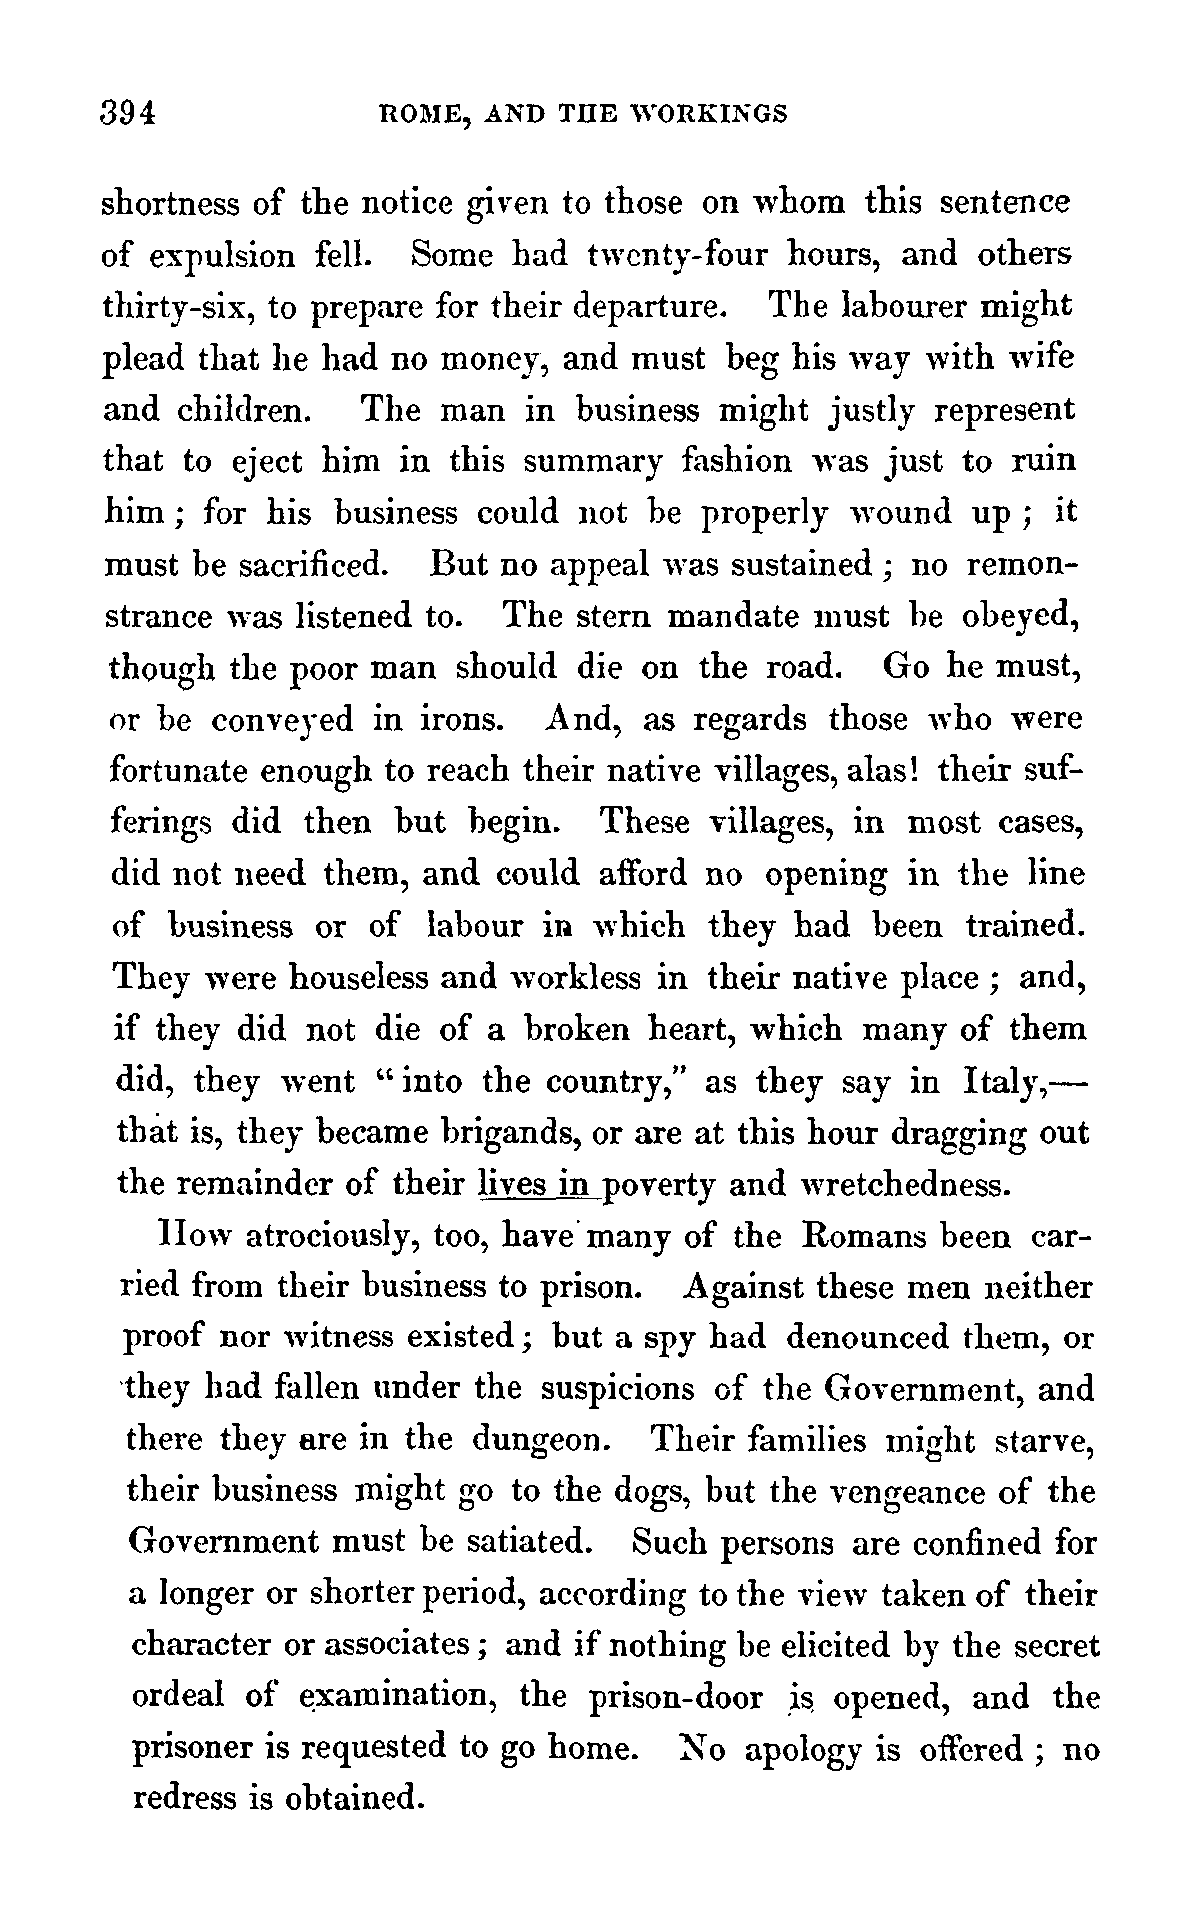 394 ROME, AND THE WORKINGS
shortness of the notice given to those on whom this sentence
of expulsion fell. Some had twenty-four hours, and others
thirty-six, to prepare for their departure. The labourer might
plead that he had no money, and must beg his way with wife
and children. The man in business might justly represent
that to eject him in this summary fashion was just to ruin
him; for his business could not be properly wound up; it
must be sacrificed. But no appeal was sustained; no remon-
strance was listened to. The stern mandate must be obeyed,
though the poor man should die on the road. Go he must,
or be conveyed in irons. And, as regards those who were
fortunate enough to reach their native villages, alas! their suf-
ferings did then but begin. These villages, in most cases,
did not need them, and could afford no opening in the line
of business or of labour in which they had been trained.
They were houseless and workless in their native place; and,
if they did not die of a broken heart, which many of them
did, they went "into the country," as they say in Italy,—
that is, they became brigands, or are at this hour dragging out
the remainder of their lives in poverty and wretchedness.
How atrociously, too, have many of the Romans been car-
ried from their business to prison. Against these men neither
proof nor witness existed; but a spy had denounced them, or
they had fallen under the suspicions of the Government, and
there they are in the dungeon. Their families might starve,
their business might go to the dogs, but the vengeance of the
Government must be satiated. Such persons are confined for
a longer or shorter period, according to the view taken of their
character or associates; and if nothing be elicited by the secret
ordeal of examination, the prison-door is opened, and the
prisoner is requested to go home. No apology is offered; no
redress is obtained.